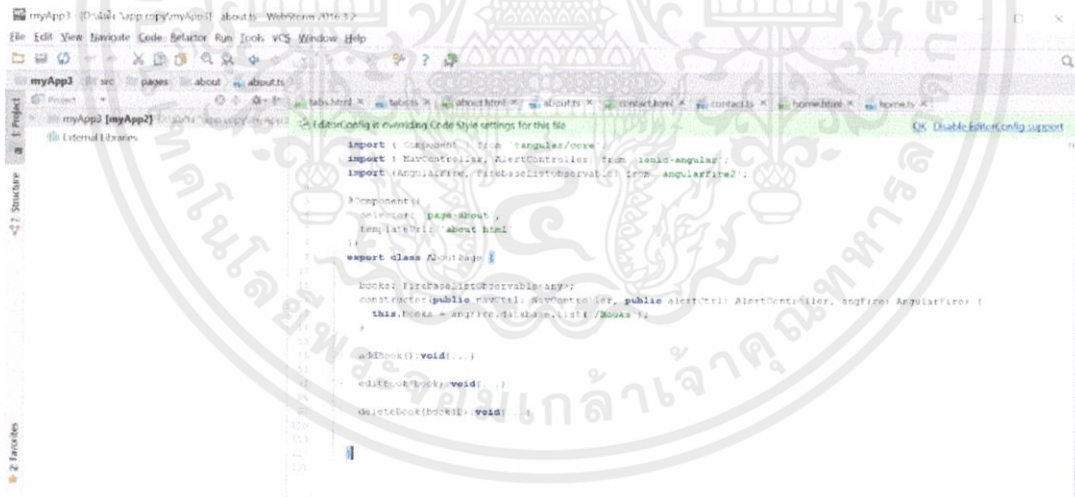 myApp3 - about.ts - WebStorm 2016.3.2
File Edit View Navigate Code Refactor Run Tools VCS Window Help
myApp3 src pages about about.ts
Project
tabs.html tabs.ts about.html about.ts contact.html contact.ts home.html home.ts
myApp3 [myApp2]
External Libraries
EditorConfig is overriding Code Style settings for this file
OK Disable EditorConfig support
1: Project
7: Structure
2: Favorites
import { Component } from '@angular/core';
import { NavController, AlertController} from 'ionic-angular';
import {AngularFire, FirebaseListObservable} from 'angularfire2';
@Component({
selector: 'page-about',
templateUrl: 'about.html'
})
export class AboutPage {
books: FirebaseListObservable<any>;
constructor(public navCtrl: NavController, public alertCtrl: AlertController, angFire: AngularFire) {
this.books = angFire.database.list('/Books');
}
addBook():void{...}
editBook(book):void{...}
deleteBook(bookID):void{...}
}